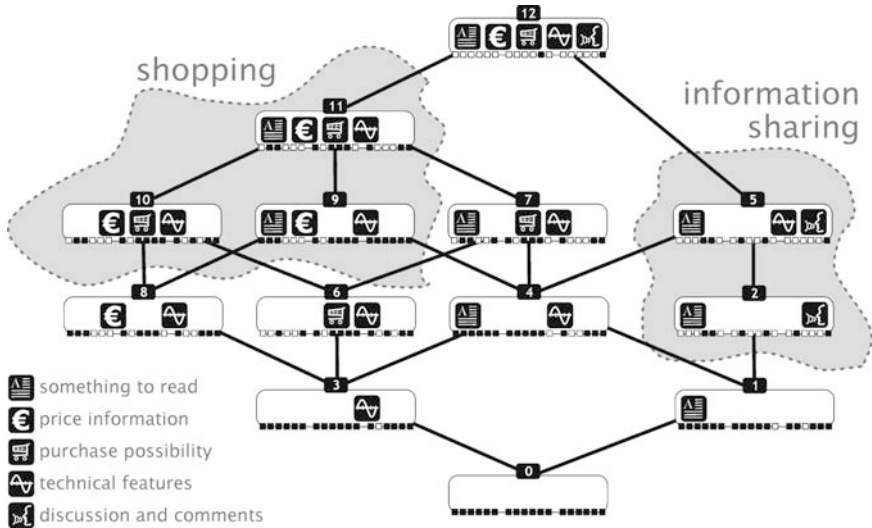 12
shopping
information
sharing
11
10
9
7
5
8
6
4
2
something to read
3
1
price information
purchase possibility
0
technical features
discussion and comments